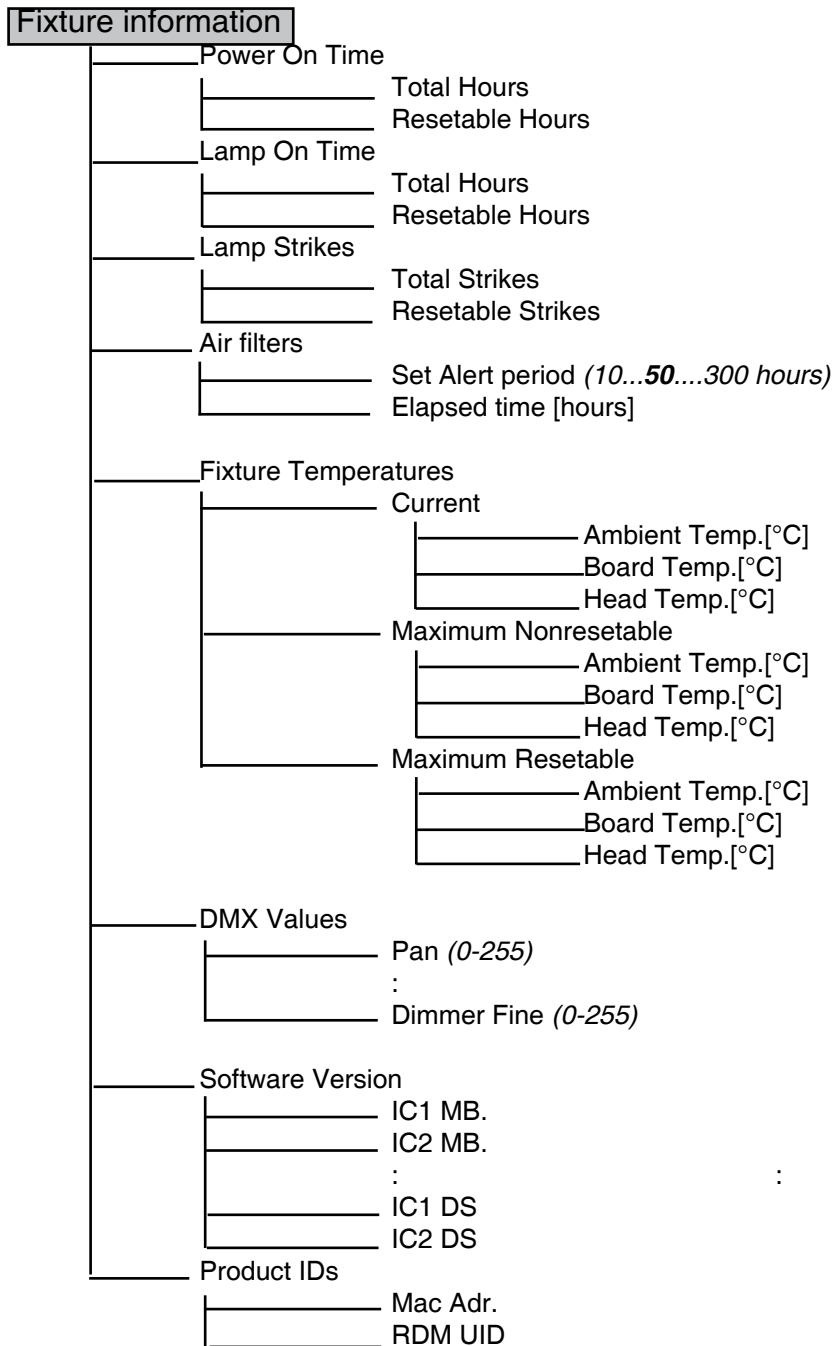 Fixture information
Power On Time
Total Hours
Resetable Hours
Lamp On Time
Total Hours
Resetable Hours
Lamp Strikes
Total Strikes
Resetable Strikes
Air filters
Set Alert period (10...50....300 hours)
Elapsed time [hours]
Fixture Temperatures
Current
Ambient Temp.[°C]
Board Temp.[°C]
Head Temp.[°C]
Maximum Nonresetable
Ambient Temp.[°C]
Board Temp.[°C]
Head Temp.[°C]
Maximum Resetable
Ambient Temp.[°C]
Board Temp.[°C]
Head Temp.[°C]
DMX Values
Pan (0-255)
:
Dimmer Fine (0-255)
Software Version
IC1 MB.
IC2 MB.
: :
IC1 DS
IC2 DS
Product IDs
Mac Adr.
RDM UID